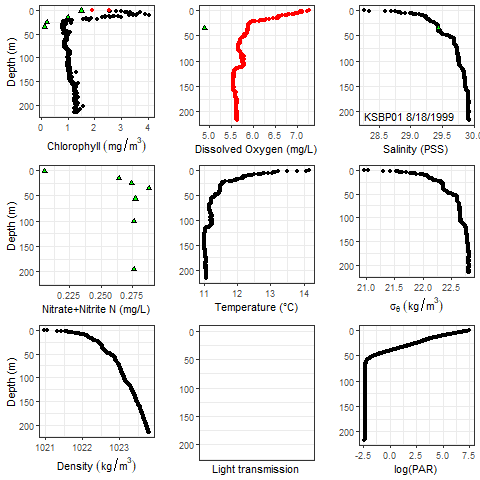 Depth (m)
0
50
100
150
200
0 1 2 3 4
Chlorophyll (mg/m³)
0
50
100
150
200
5.0 5.5 6.0 6.5 7.0
Dissolved Oxygen (mg/L)
0
50
100
150
200
KSBP01 8/18/1999
28.5 29.0 29.5 30.0
Salinity (PSS)
Depth (m)
0
50
100
150
200
0.225 0.250 0.275
Nitrate+Nitrite N (mg/L)
0
50
100
150
200
11 12 13 14
Temperature (°C)
0
50
100
150
200
21.0 21.5 22.0 22.5
σθ (kg/m³)
Depth (m)
0
50
100
150
200
1021 1022 1023
Density (kg/m³)
0
50
100
150
200
Light transmission
0
50
100
150
200
-2.5 0.0 2.5 5.0 7.5
log(PAR)